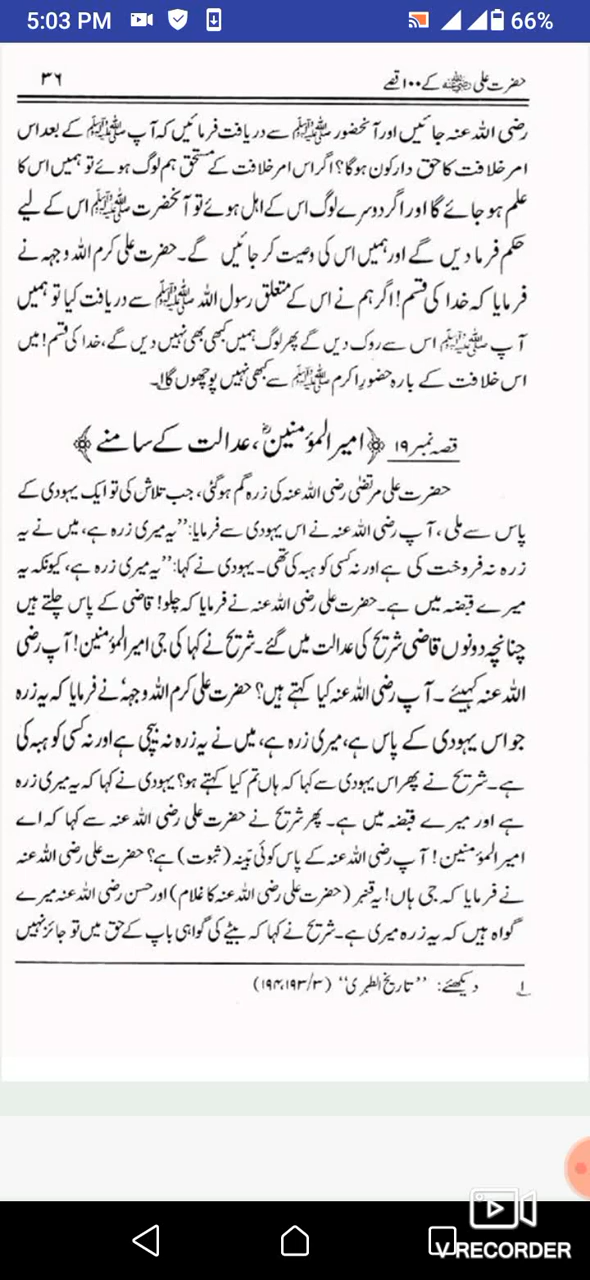 5:03 PM 66%
حضرت علی ﷜ کے ۱۰۰ قصے ۳۶
رضی اللہ عنہ جائیں اور آنحضور ﷺ سے دریافت فرمائیں کہ آپ ﷺ کے بعد اس
امر خلافت کا حق دار کون ہوگا؟ اگر اس امر خلافت کے مستحق ہم لوگ ہوئے تو ہمیں اس کا
علم ہو جائے گا اور اگر دوسرے لوگ اس کے اہل ہوئے تو آنحضرت ﷺ اس کے لیے
حکم فرما دیں گے اور ہمیں اس کی وصیت کر جائیں گے۔ حضرت علی کرم اللہ وجہہ نے
فرمایا کہ خدا کی قسم! اگر ہم نے اس کے متعلق رسول اللہ ﷺ سے دریافت کیا تو ہمیں
آپ ﷺ اس سے روک دیں گے پھر لوگ ہمیں کبھی بھی نہیں دیں گے، خدا کی قسم! میں
اس خلافت کے بارہ حضور اکرم ﷺ سے کبھی نہیں پوچھوں گا۔!
قصہ نمبر ۱۹ ﴿امیر المؤمنینؓ، عدالت کے سامنے﴾
حضرت علی مرتضیٰ رضی اللہ عنہ کی زرہ گم ہوگئی، جب تلاش کی تو ایک یہودی کے
پاس سے ملی، آپ رضی اللہ عنہ نے اس یہودی سے فرمایا: ”یہ میری زرہ ہے، میں نے یہ
زرہ نہ فروخت کی ہے اور نہ کسی کو ہبہ کی تھی۔ یہودی نے کہا: ”یہ میری زرہ ہے، کیونکہ یہ
میرے قبضہ میں ہے۔ حضرت علی رضی اللہ عنہ نے فرمایا کہ چلو! قاضی کے پاس چلتے ہیں
چنانچہ دونوں قاضی شریح کی عدالت میں گئے۔ شریح نے کہا کی جی امیر المؤمنین! آپ رضی
اللہ عنہ کہیئے ۔ آپ رضی اللہ عنہ کیا کہتے ہیں؟ حضرت علی کرم اللہ وجہہٗ نے فرمایا کہ یہ زرہ
جو اس یہودی کے پاس ہے، میری زرہ ہے، میں نے یہ زرہ نہ بیچی ہے اور نہ کسی کو ہبہ کی
ہے۔ شریح نے پھر اس یہودی سے کہا کہ ہاں تم کیا کہتے ہو؟ یہودی نے کہا کہ یہ میری زرہ
ہے اور میرے قبضہ میں ہے۔ پھر شریح نے حضرت علی رضی اللہ عنہ سے کہا کہ اے
امیر المؤمنین! آپ رضی اللہ عنہ کے پاس کوئی بیّنہ (ثبوت) ہے؟ حضرت علی رضی اللہ عنہ
نے فرمایا کہ جی ہاں! یہ قنبر (حضرت علی رضی اللہ عنہ کا غلام) اور حسن رضی اللہ عنہ میرے
گواہ ہیں کہ یہ زرہ میری ہے۔ شریح نے کہا کہ بیٹے کی گواہی باپ کے حق میں تو جائز نہیں
۱ دیکھئے: ”تاریخ الطبری“ (۱۹۴،۱۹۳/۳)
V RECORDER